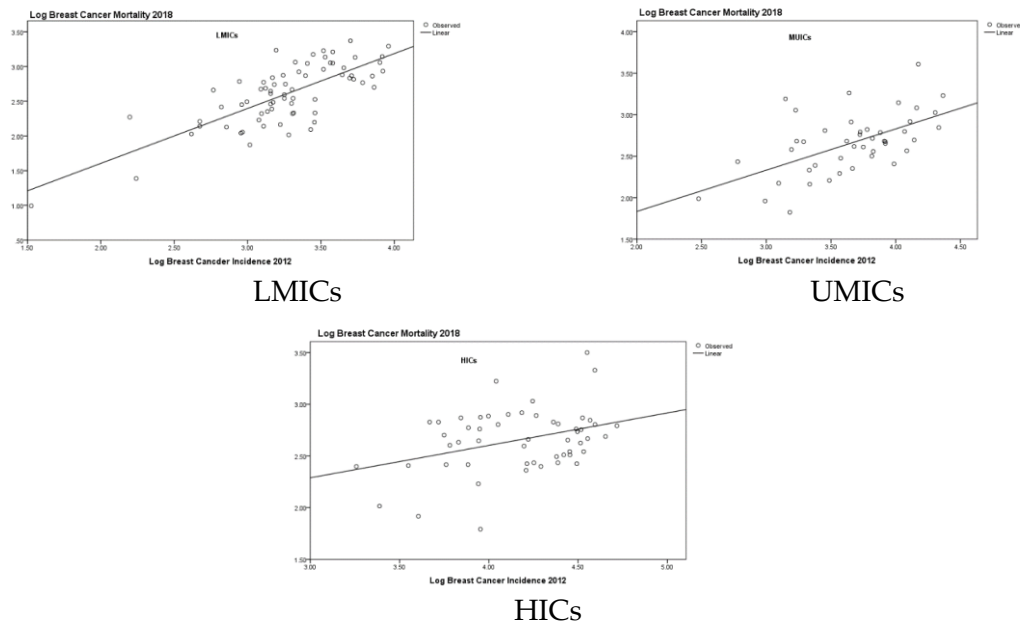 Log Breast Cancer Mortality 2018
LMICs
Observed
Linear
3.50
3.00
2.50
2.00
1.50
1.00
.50
1.50 2.00 2.50 3.00 3.50 4.00
Log Breast Cancder Incidence 2012
LMICs
Log Breast Cancer Mortality 2018
MUICs
Observed
Linear
4.00
3.50
3.00
2.50
2.00
1.50
2.00 2.50 3.00 3.50 4.00 4.50
Log Breast Cancer Incidence 2012
UMICs
Log Breast Cancer Mortality 2018
HICs
Observed
Linear
3.50
3.00
2.50
2.00
1.50
3.00 3.50 4.00 4.50 5.00
Log Breast Cancer Incidence 2012
HICs